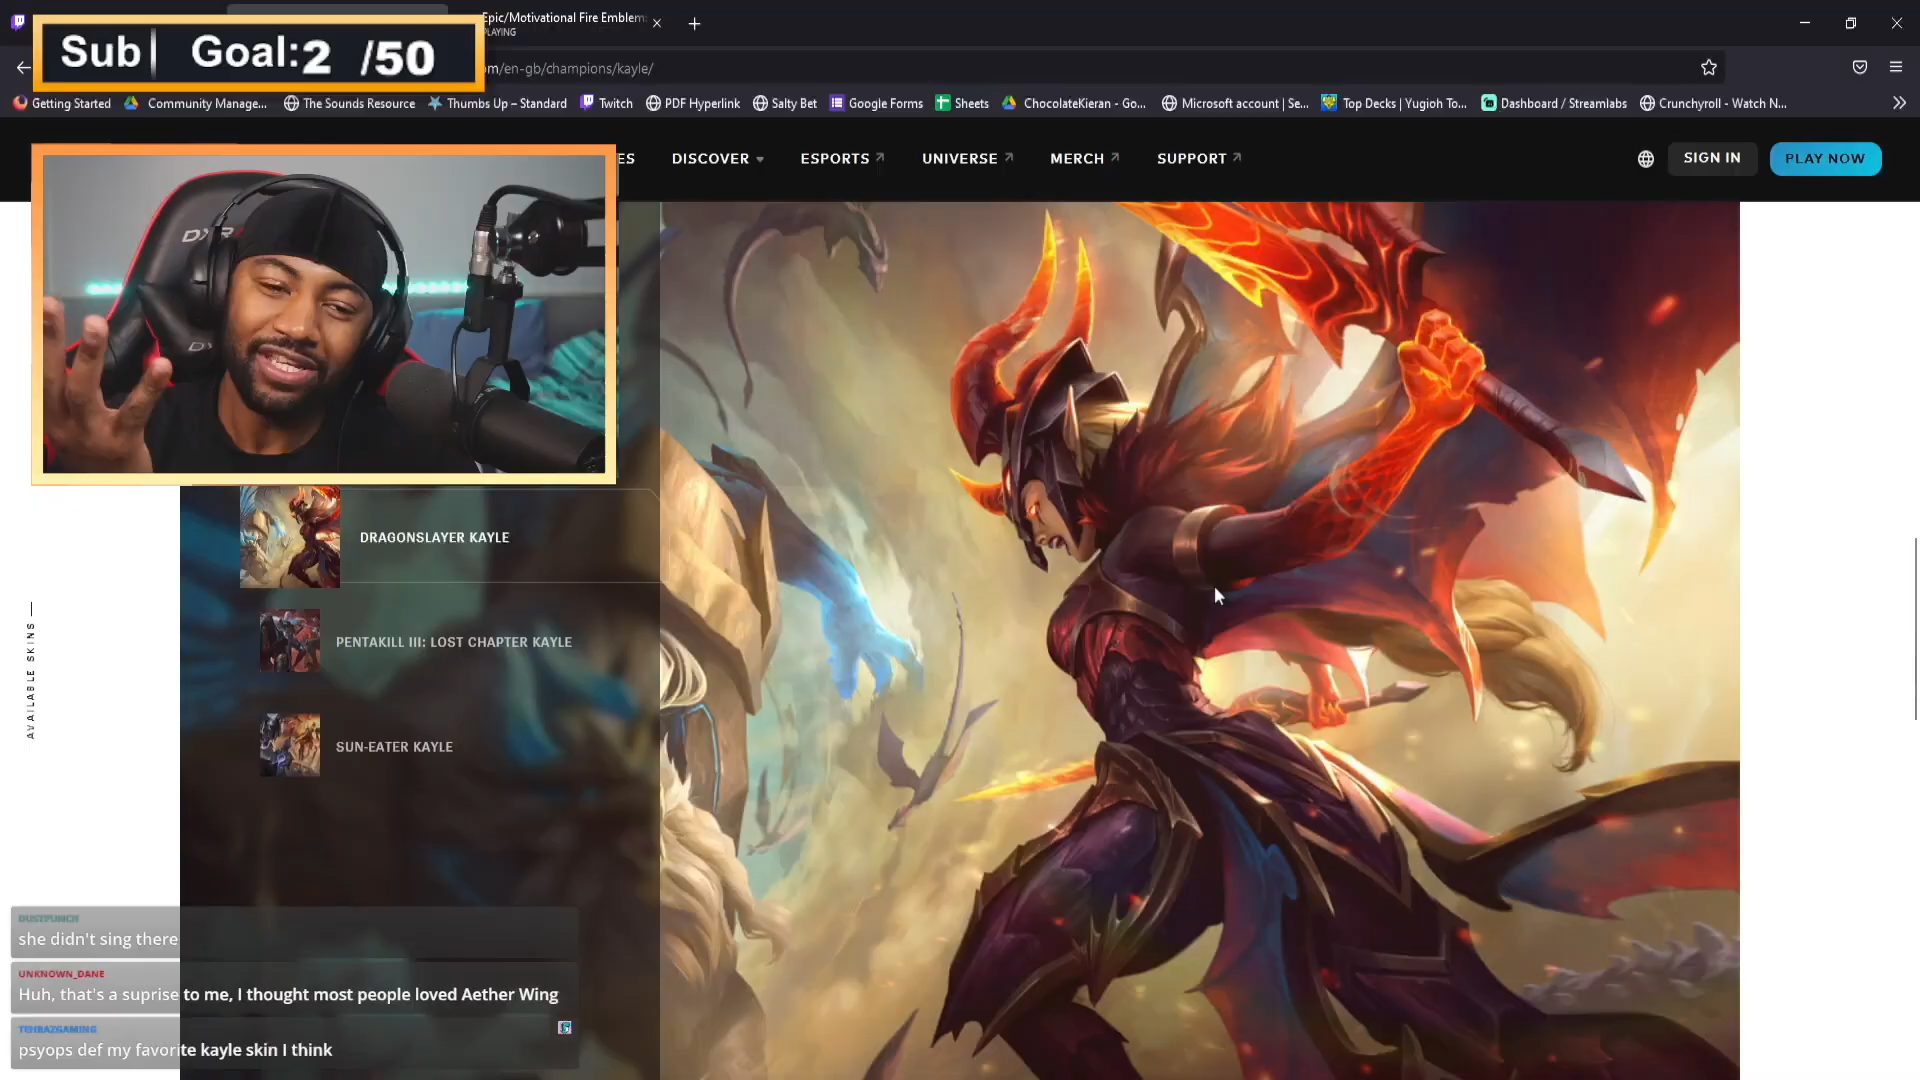 Epic/Motivational Fire Emblem:
PLAYING
Sub| Goal:2 /50
om/en-gb/champions/kayle/
Getting Started Community Manage... The Sounds Resource Thumbs Up – Standard Twitch PDF Hyperlink Salty Bet Google Forms Sheets ChocolateKieran - Go... Microsoft account | Se... Top Decks | Yugioh To... Dashboard / Streamlabs Crunchyroll - Watch N...
ES DISCOVER ESPORTS UNIVERSE MERCH SUPPORT SIGN IN PLAY NOW
DRAGONSLAYER KAYLE
PENTAKILL III: LOST CHAPTER KAYLE
SUN-EATER KAYLE
AVAILABLE SKINS
DUSTPUNCH
she didn't sing there
UNKNOWN_DANE
Huh, that's a suprise to me, I thought most people loved Aether Wing
psyops def my favorite kayle skin I think